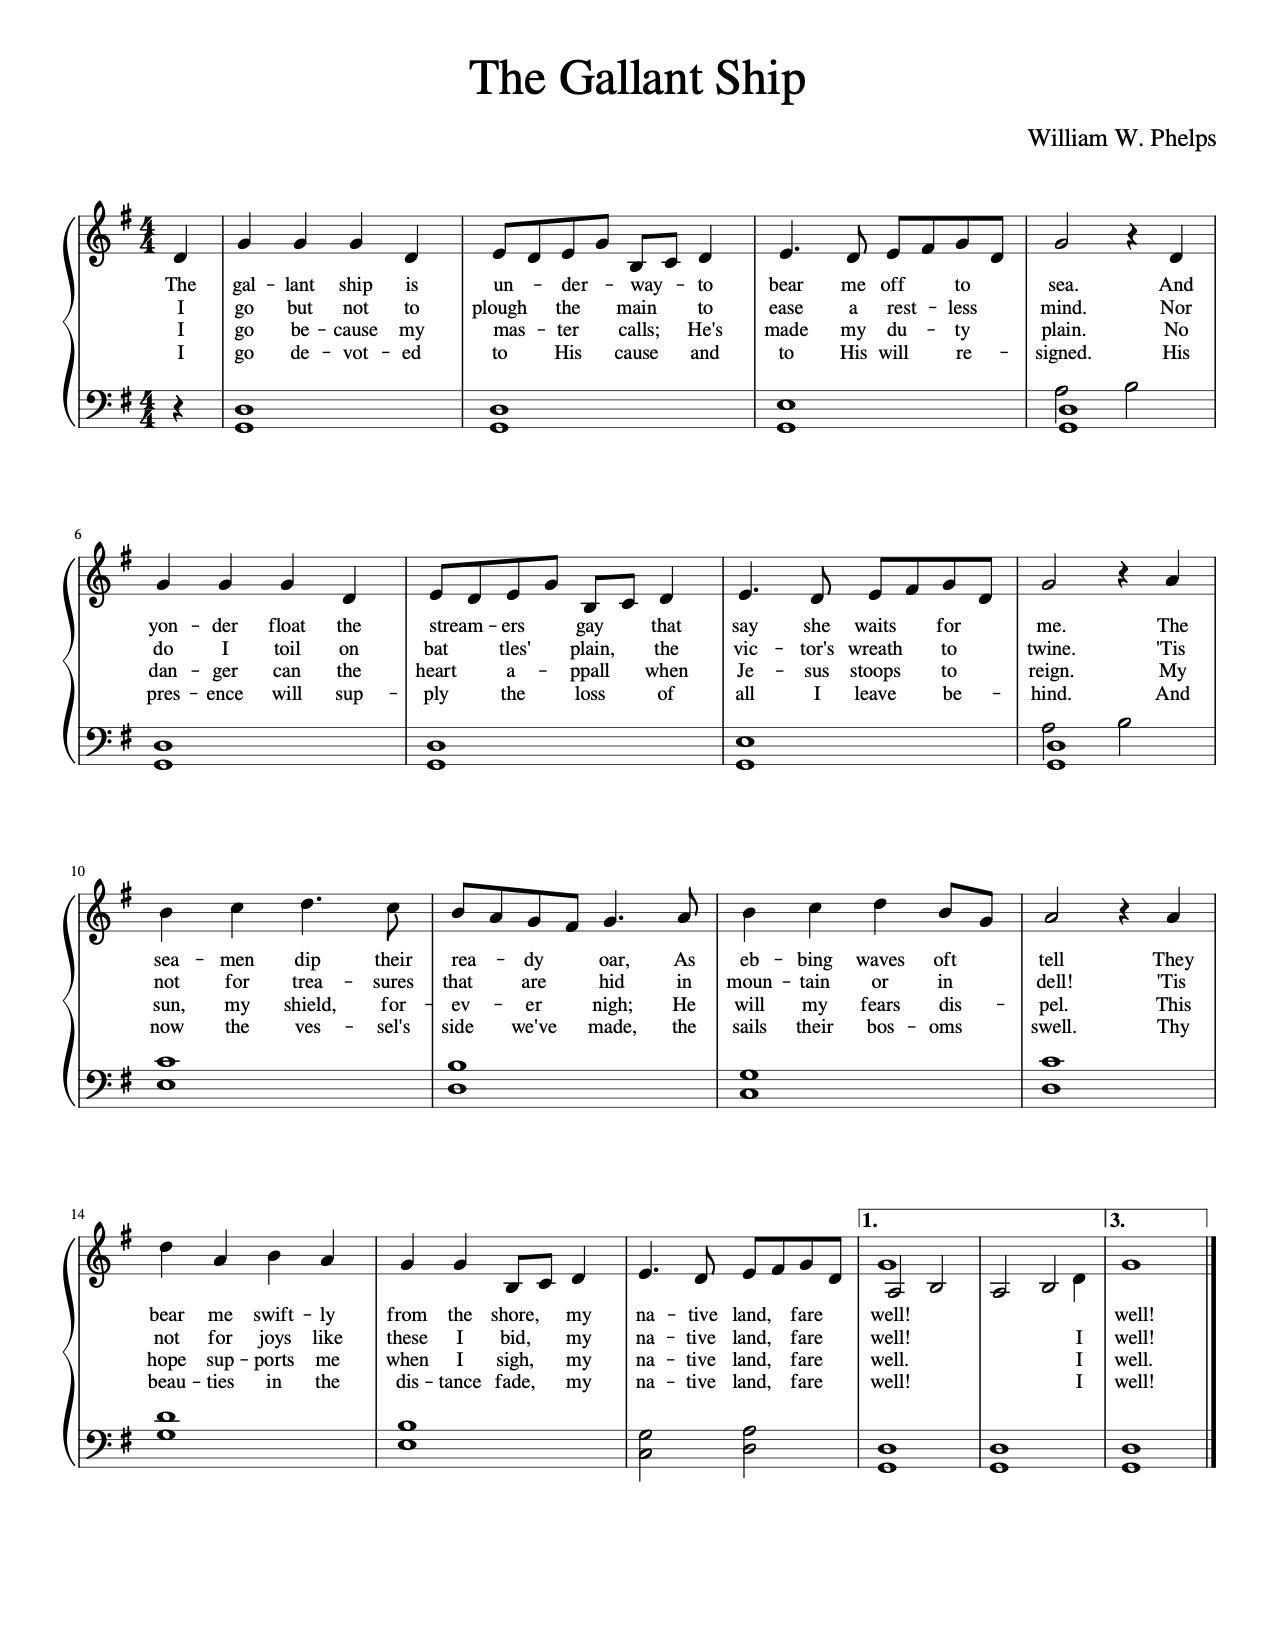 The Gallant Ship
William W. Phelps
The gal – lant ship is un – der – way – to bear me off to sea. And
I go but not to plough the main to ease a rest – less mind. Nor
I go be – cause my mas – ter calls; He's made my du – ty plain. No
I go de – vot – ed to His cause and to His will re – signed. His
6
yon – der float the stream – ers gay that say she waits for me. The
do I toil on bat tles' plain, the vic – tor's wreath to twine. 'Tis
dan – ger can the heart a – ppall when Je – sus stoops to reign. My
pres – ence will sup – ply the loss of all I leave be – hind. And
10
sea – men dip their rea – dy oar, As eb – bing waves oft tell They
not for trea – sures that are hid in moun – tain or in dell! 'Tis
sun, my shield, for – ev – er nigh; He will my fears dis – pel. This
now the ves – sel's side we've made, the sails their bos – oms swell. Thy
14
1. 3.
bear me swift – ly from the shore, my na – tive land, fare well! well!
not for joys like these I bid, my na – tive land, fare well! I well!
hope sup – ports me when I sigh, my na – tive land, fare well. I well.
beau – ties in the dis – tance fade, my na – tive land, fare well! I well!